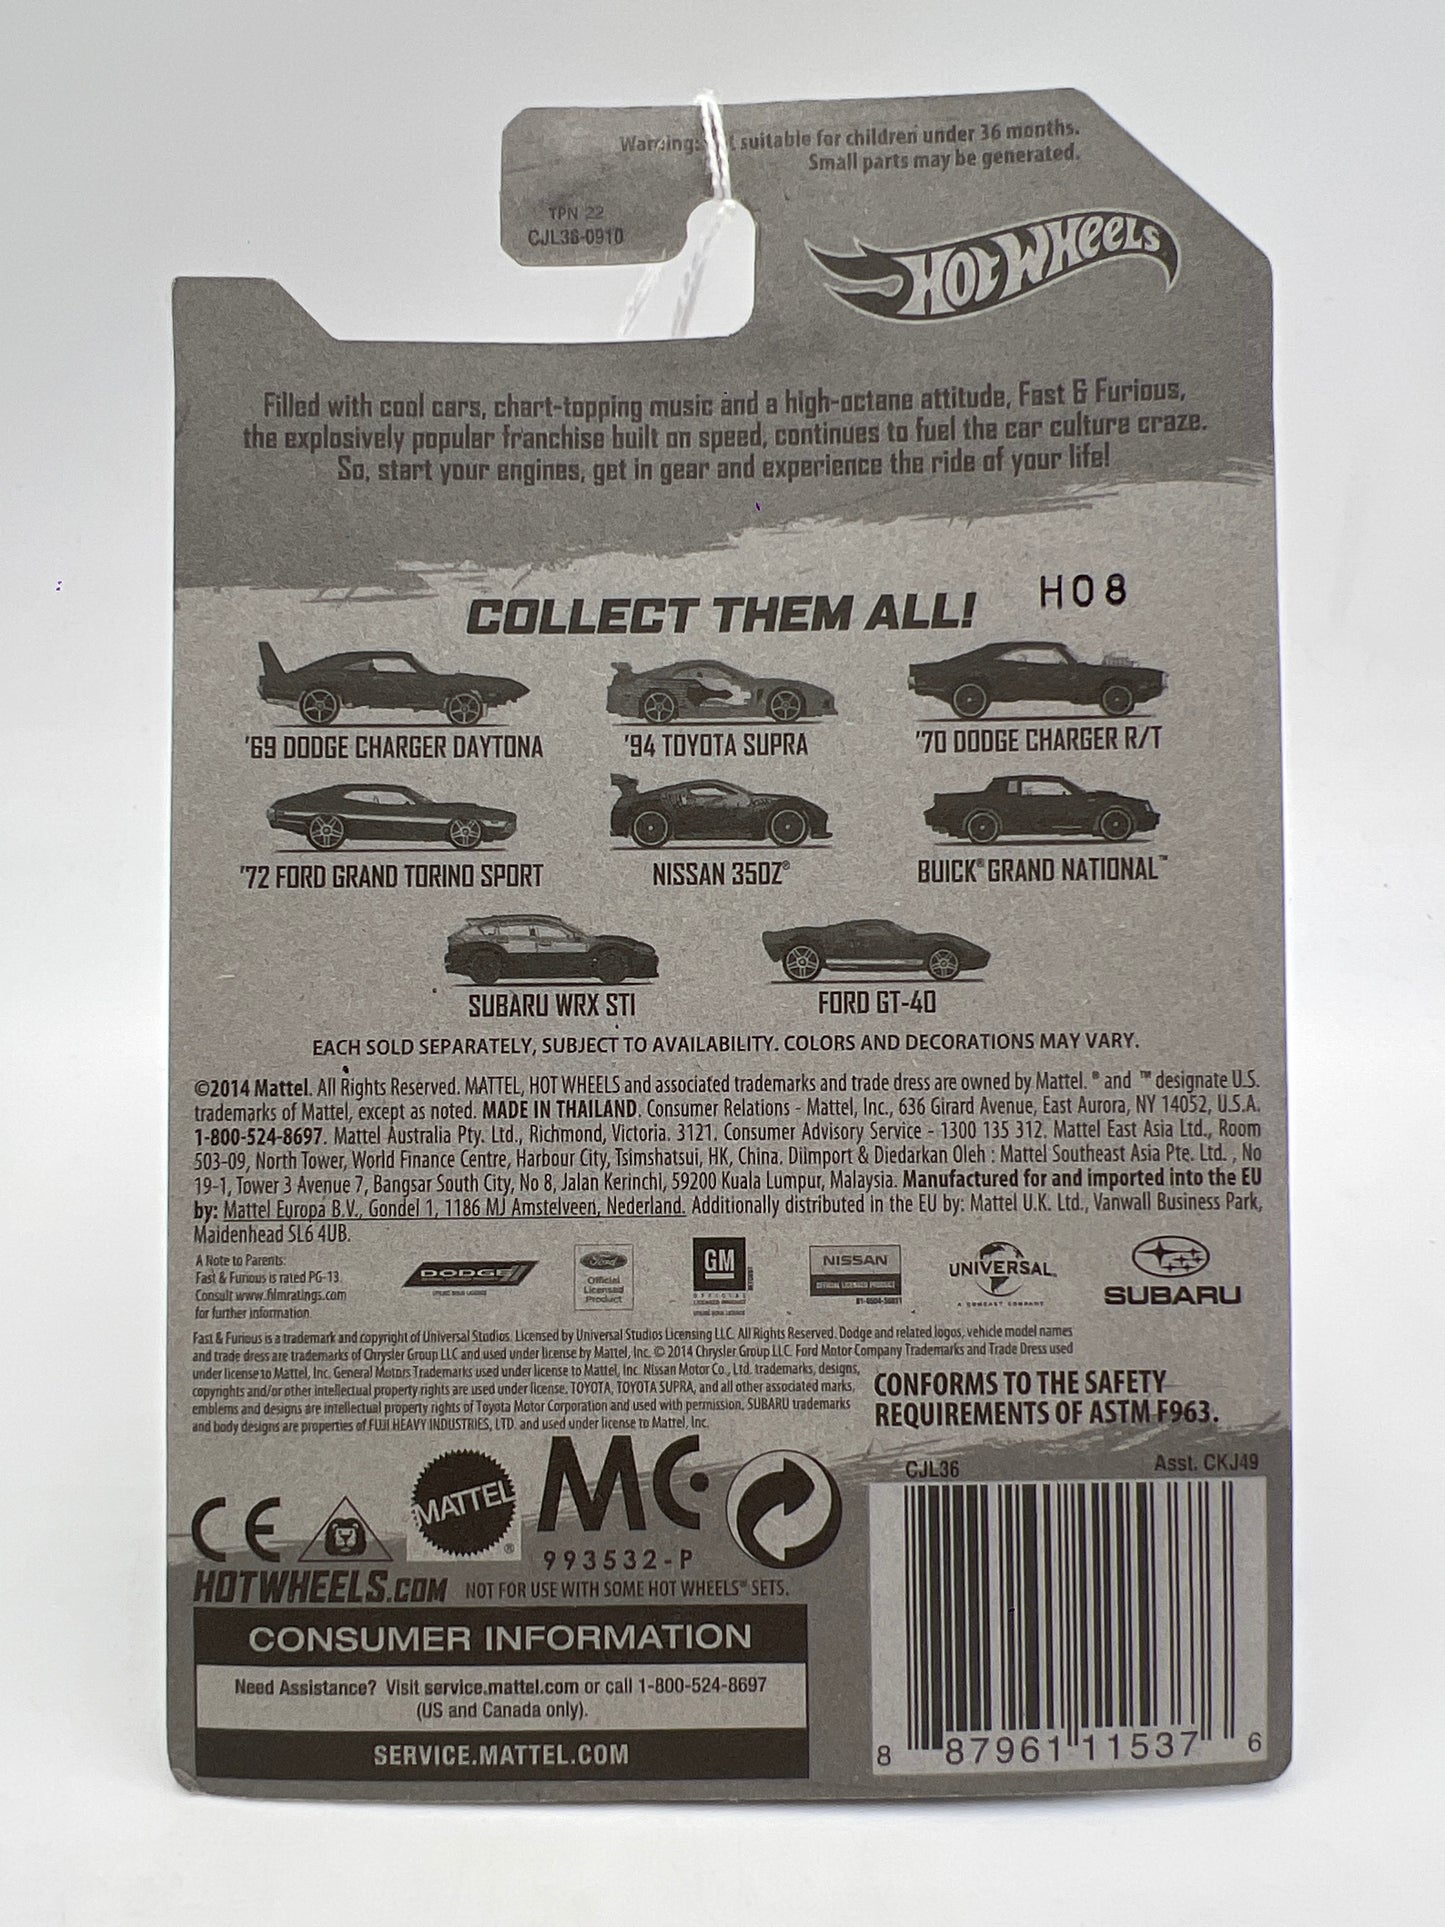 Warning: suitable for children under 36 months.
Small parts may be generated.
TPN 22
CJL36-0910
HOT WHEELS
Filled with cool cars, chart-topping music and a high-octane attitude, Fast & Furious,
the explosively popular franchise built on speed, continues to fuel the car culture craze.
So, start your engines, get in gear and experience the ride of your life!
COLLECT THEM ALL!
H08
'69 DODGE CHARGER DAYTONA
'94 TOYOTA SUPRA
'70 DODGE CHARGER R/T
'72 FORD GRAND TORINO SPORT
NISSAN 350Z®
BUICK® GRAND NATIONAL™
SUBARU WRX STI
FORD GT-40
EACH SOLD SEPARATELY, SUBJECT TO AVAILABILITY. COLORS AND DECORATIONS MAY VARY.
©2014 Mattel. All Rights Reserved. MATTEL, HOT WHEELS and associated trademarks and trade dress are owned by Mattel. ® and ™ designate U.S.
trademarks of Mattel, except as noted. MADE IN THAILAND. Consumer Relations - Mattel, Inc., 636 Girard Avenue, East Aurora, NY 14052, U.S.A.
1-800-524-8697. Mattel Australia Pty. Ltd., Richmond, Victoria. 3121. Consumer Advisory Service - 1300 135 312. Mattel East Asia Ltd., Room
503-09, North Tower, World Finance Centre, Harbour City, Tsimshatsui, HK, China. Diimport & Diedarkan Oleh : Mattel Southeast Asia Pte. Ltd. , No
19-1, Tower 3 Avenue 7, Bangsar South City, No 8, Jalan Kerinchi, 59200 Kuala Lumpur, Malaysia. Manufactured for and imported into the EU
by: Mattel Europa B.V., Gondel 1, 1186 MJ Amstelveen, Nederland. Additionally distributed in the EU by: Mattel U.K. Ltd., Vanwall Business Park,
Maidenhead SL6 4UB.
A Note to Parents:
Fast & Furious is rated PG-13.
Consult www.filmratings.com
for further information.
DODGE
Ford
Official
Licensed
Product
GM
OFFICIAL
LICENSED PRODUCT
NISSAN
OFFICIAL LICENSED PRODUCT
UNIVERSAL
A COMCAST COMPANY
SUBARU
Fast & Furious is a trademark and copyright of Universal Studios. Licensed by Universal Studios Licensing LLC. All Rights Reserved. Dodge and related logos, vehicle model names
and trade dress are trademarks of Chrysler Group LLC and used under license by Mattel, Inc. © 2014 Chrysler Group LLC. Ford Motor Company Trademarks and Trade Dress used
under license to Mattel, Inc. General Motors Trademarks used under license to Mattel, Inc. Nissan Motor Co., Ltd. trademarks, designs,
copyrights and/or other intellectual property rights are used under license. TOYOTA, TOYOTA SUPRA, and all other associated marks,
emblems and designs are intellectual property rights of Toyota Motor Corporation and used with permission. SUBARU trademarks
and body designs are properties of FUJI HEAVY INDUSTRIES, LTD. and used under license to Mattel, Inc.
CONFORMS TO THE SAFETY
REQUIREMENTS OF ASTM F963.
CJL36
Asst. CKJ49
CE
MATTEL®
MC
993532-P
HOTWHEELS.COM
NOT FOR USE WITH SOME HOT WHEELS® SETS.
CONSUMER INFORMATION
Need Assistance? Visit service.mattel.com or call 1-800-524-8697
(US and Canada only).
SERVICE.MATTEL.COM
8 87961 11537 6